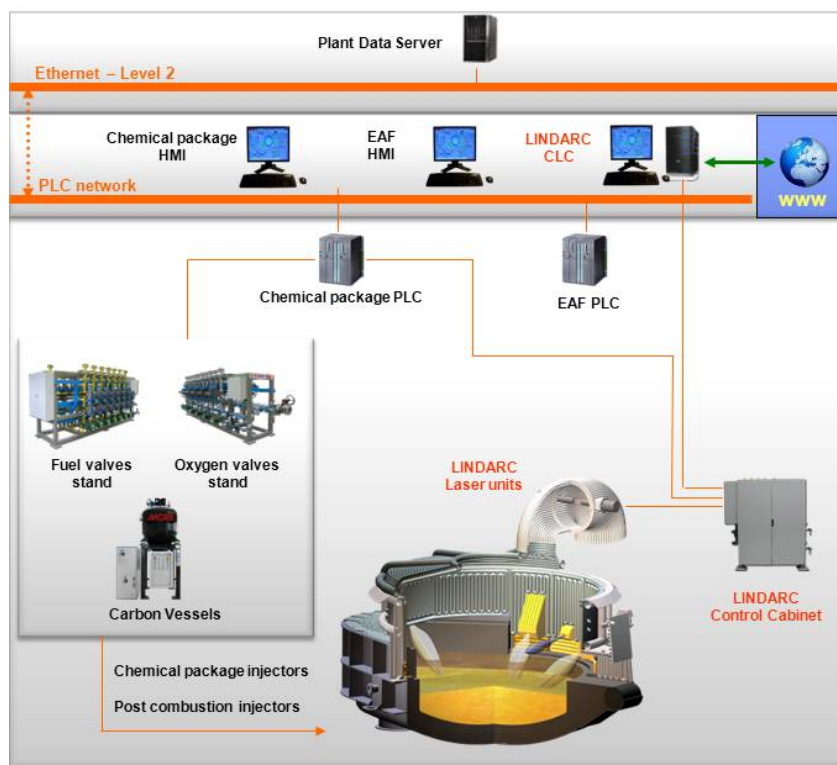 Plant Data Server
Ethernet – Level 2
Chemical package
HMI
EAF
HMI
LINDARC
CLC
PLC network
www
Chemical package PLC
EAF PLC
Fuel valves
stand
Oxygen valves
stand
LINDARC
Laser units
MORE
Carbon Vessels
LINDARC
Control Cabinet
Chemical package injectors
Post combustion injectors